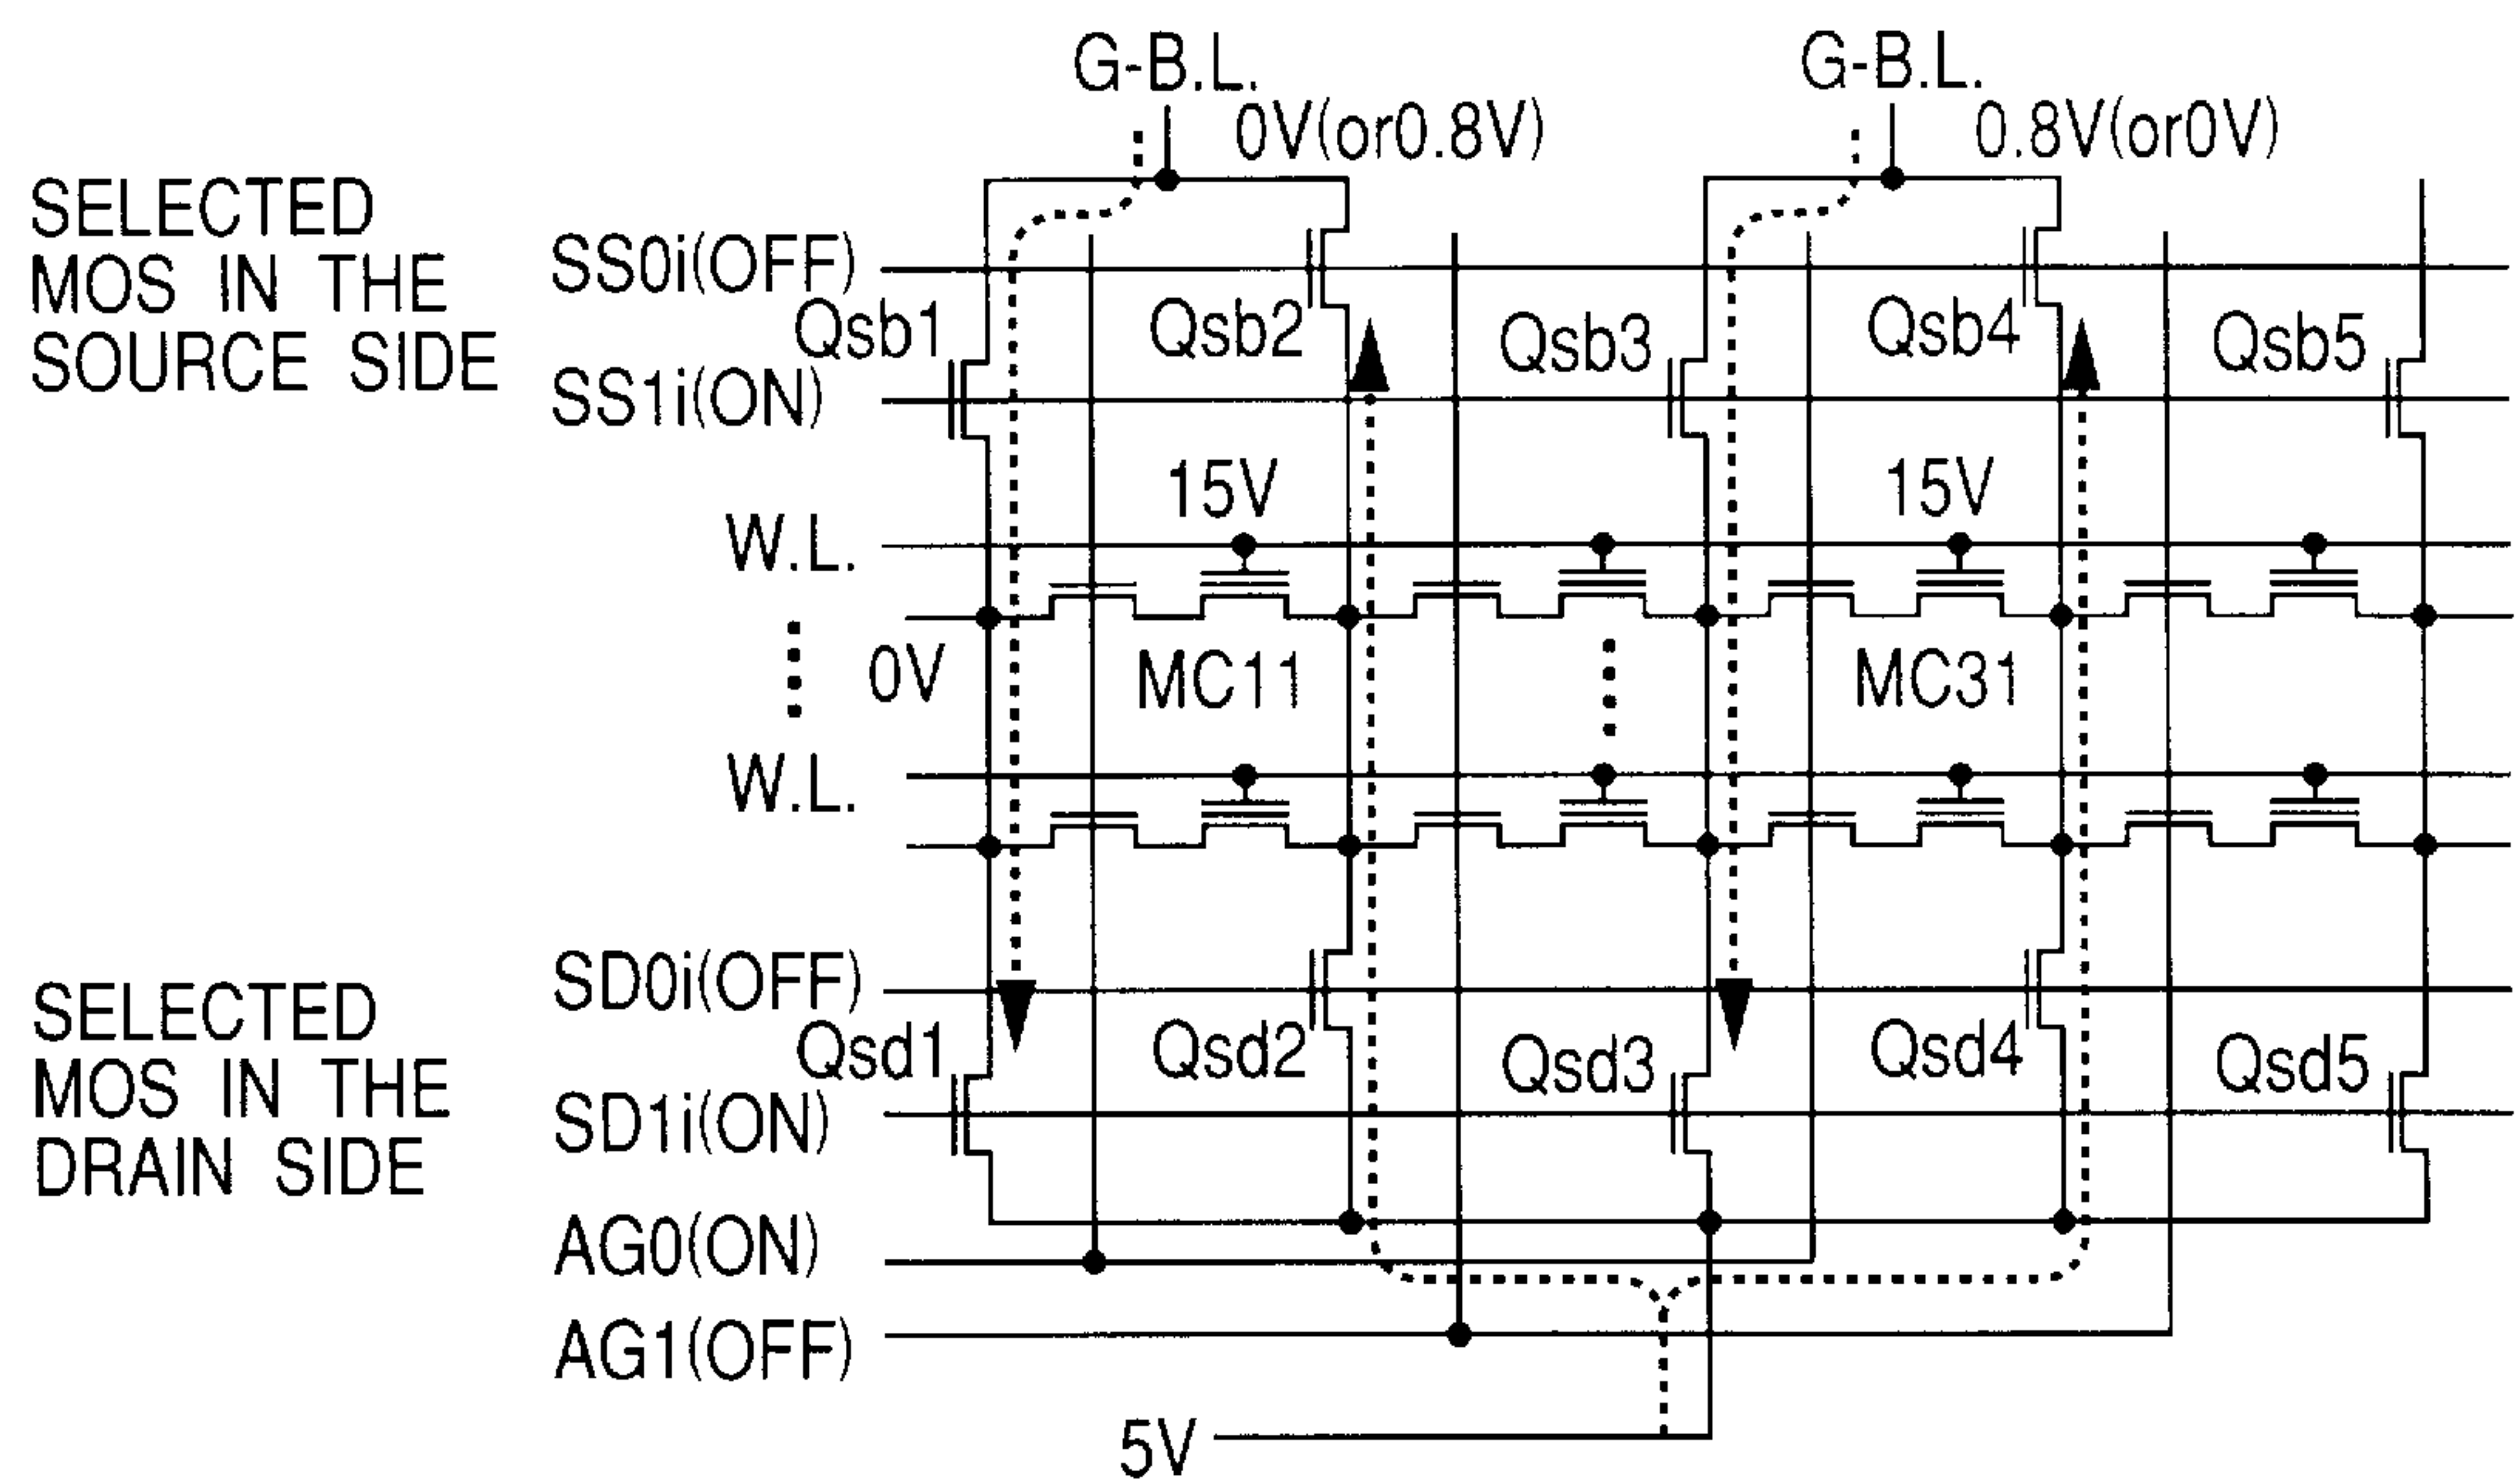 G-B.L. G-B.L.
0V(or0.8V) 0.8V(or0V)
SELECTED
MOS IN THE
SOURCE SIDE
SS0i(OFF)
Qsb1 Qsb2 Qsb3 Qsb4 Qsb5
SS1i(ON)
15V 15V
W.L.
0V MC11 MC31
W.L.
SELECTED
MOS IN THE
DRAIN SIDE
SD0i(OFF)
Qsd1 Qsd2 Qsd3 Qsd4 Qsd5
SD1i(ON)
AG0(ON)
AG1(OFF)
5V